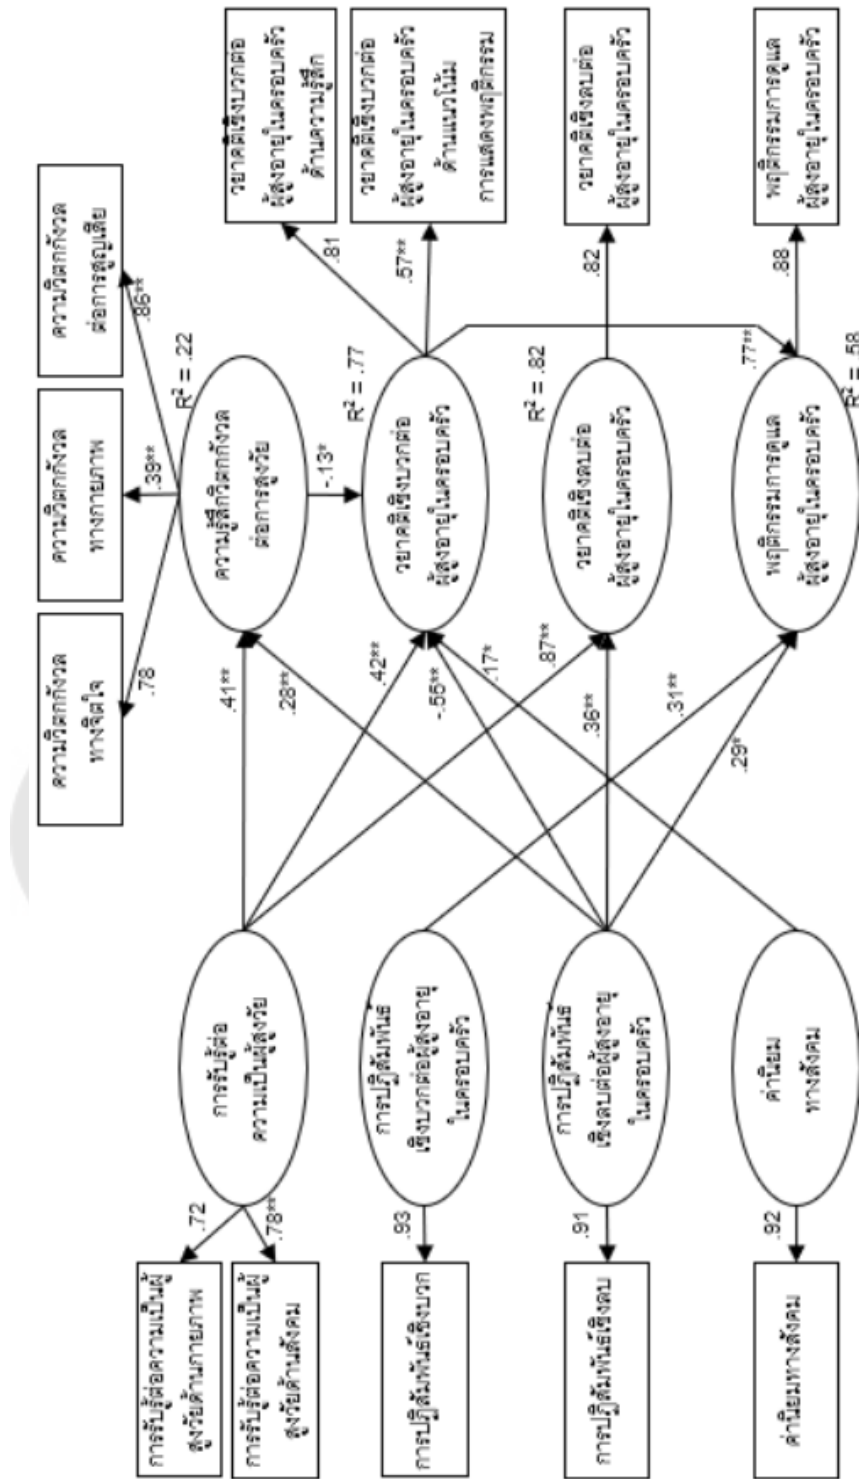 ความวิตกกังวล
ทางจิตใจ
ความวิตกกังวล
ทางกายภาพ
ความวิตกกังวล
ต่อการสูญเสีย
.78
.39**
.86**
การรับรู้ต่อความเป็นผู้
สูงวัยด้านกายภาพ
การรับรู้ต่อความเป็นผู้
สูงวัยด้านสังคม
.72
.78**
การรับรู้ต่อ
ความเป็นผู้สูงวัย
.41**
.28**
ความรู้สึกวิตกกังวล
ต่อการสูงวัย
R² = .22
-.13*
วยาคติเชิงบวกต่อ
ผู้สูงอายุในครอบครัว
ด้านความรู้สึก
.81
การปฏิสัมพันธ์เชิงบวก
.93
การปฏิสัมพันธ์
เชิงบวกต่อผู้สูงอายุ
ในครอบครัว
.42**
-.55**
.17*
วยาคติเชิงบวกต่อ
ผู้สูงอายุในครอบครัว
R² = .77
.57**
วยาคติเชิงบวกต่อ
ผู้สูงอายุในครอบครัว
ด้านแนวโน้ม
การแสดงพฤติกรรม
การปฏิสัมพันธ์เชิงลบ
.91
การปฏิสัมพันธ์
เชิงลบต่อผู้สูงอายุ
ในครอบครัว
.87**
.36**
วยาคติเชิงลบต่อ
ผู้สูงอายุในครอบครัว
R² = .82
.82
วยาคติเชิงลบต่อ
ผู้สูงอายุในครอบครัว
ค่านิยมทางสังคม
.92
ค่านิยม
ทางสังคม
.31**
.29*
.77**
พฤติกรรมการดูแล
ผู้สูงอายุในครอบครัว
R² = .58
.88
พฤติกรรมการดูแล
ผู้สูงอายุในครอบครัว